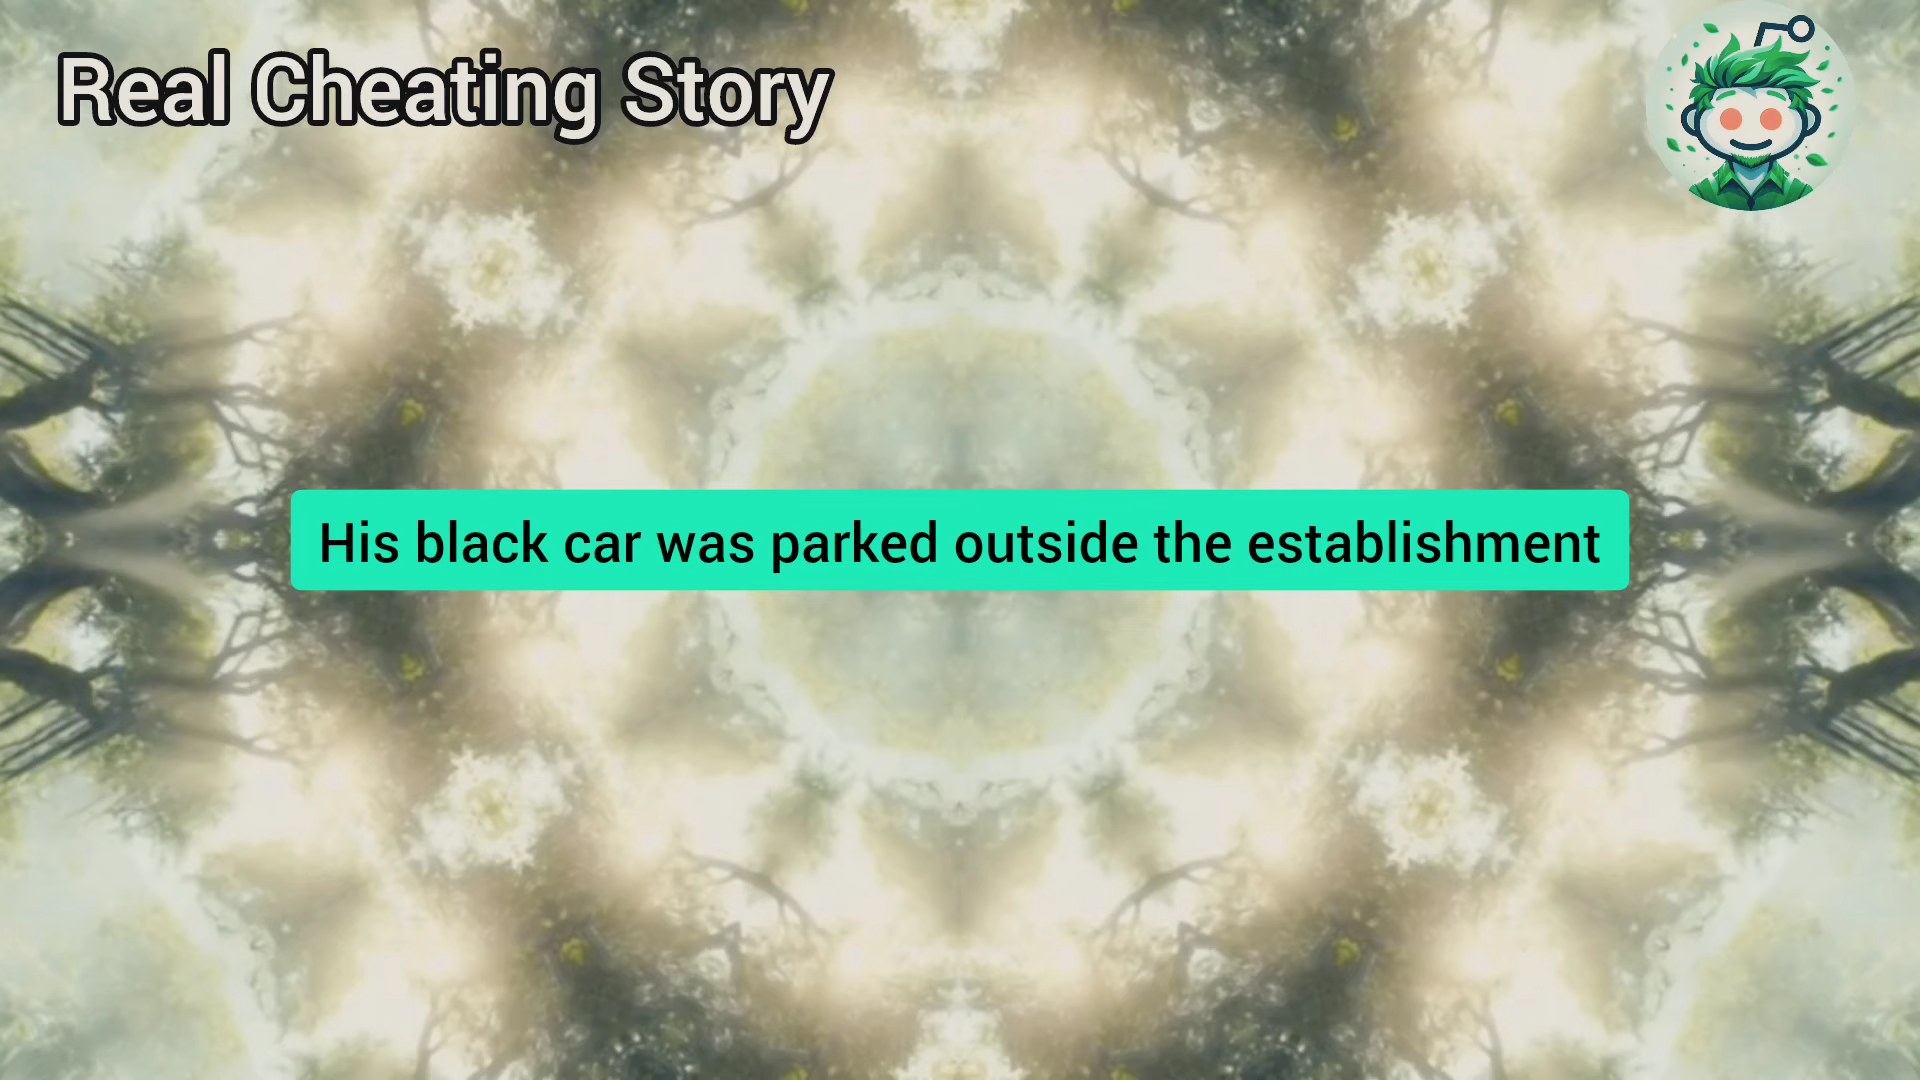 Real Cheating Story
His black car was parked outside the establishment